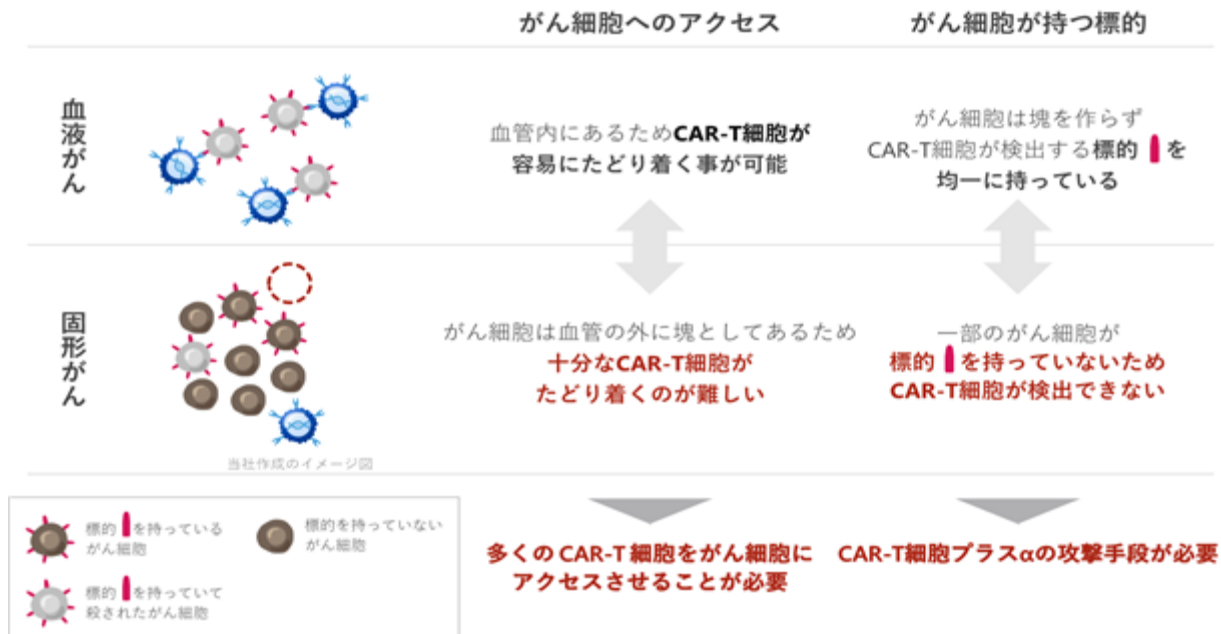 がん細胞へのアクセス
がん細胞が持つ標的
血液がん
血管内にあるためCAR-T細胞が
容易にたどり着く事が可能
がん細胞は塊を作らず
CAR-T細胞が検出する標的 を
均一に持っている
固形がん
がん細胞は血管の外に塊としてあるため
十分なCAR-T細胞が
たどり着くのが難しい
一部のがん細胞が
標的 を持っていないため
CAR-T細胞が検出できない
当社作成のイメージ図
標的 を持っている
がん細胞
標的を持っていない
がん細胞
標的 を持っていて
殺されたがん細胞
多くの CAR-T 細胞をがん細胞に
アクセスさせることが必要
CAR-T細胞プラスαの攻撃手段が必要